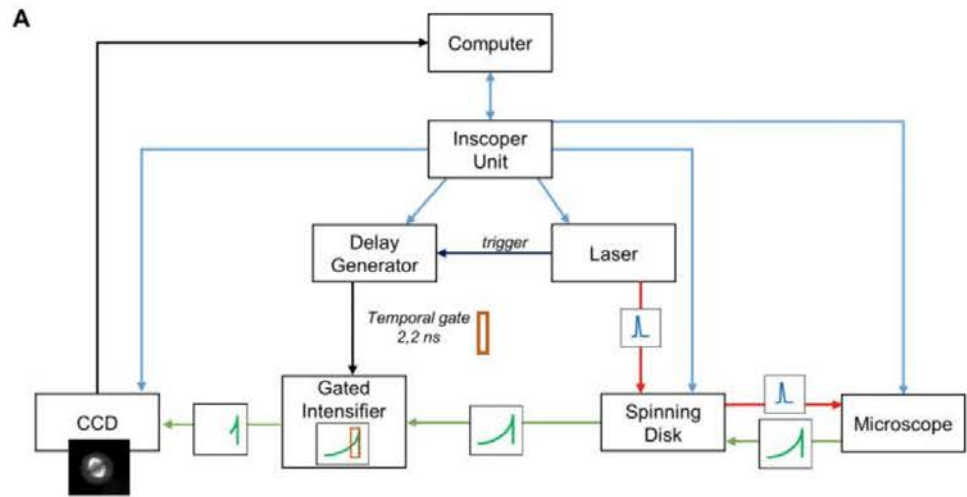 A
Computer
Inscoper
Unit
Delay
Generator
trigger
Laser
Temporal gate
2,2 ns
CCD
Gated
Intensifier
Spinning
Disk
Microscope